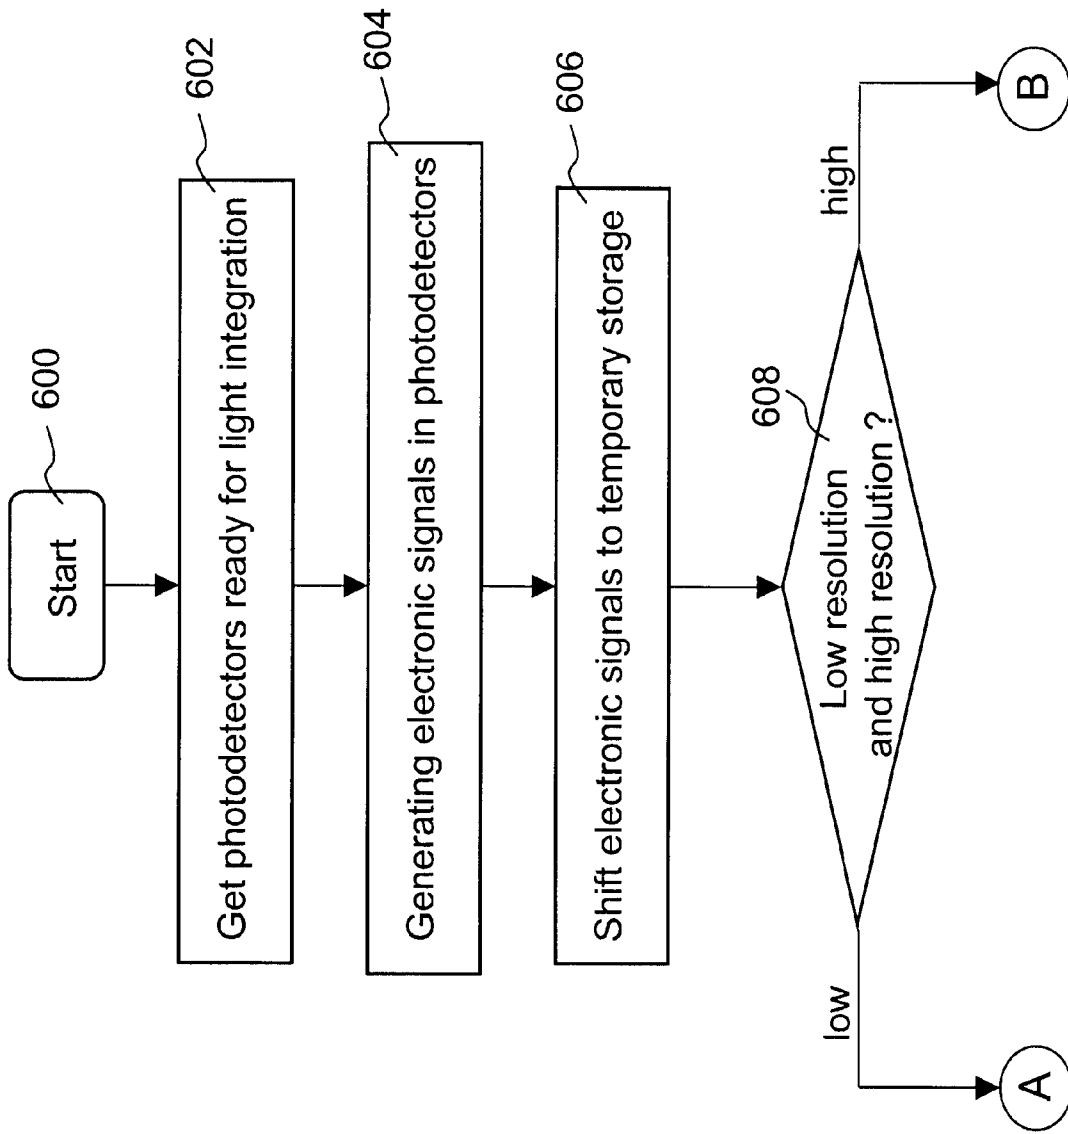 600
Start
602
Get photodetectors ready for light integration
604
Generating electronic signals in photodetectors
606
Shift electronic signals to temporary storage
608
Low resolution
and high resolution ?
low
high
A
B